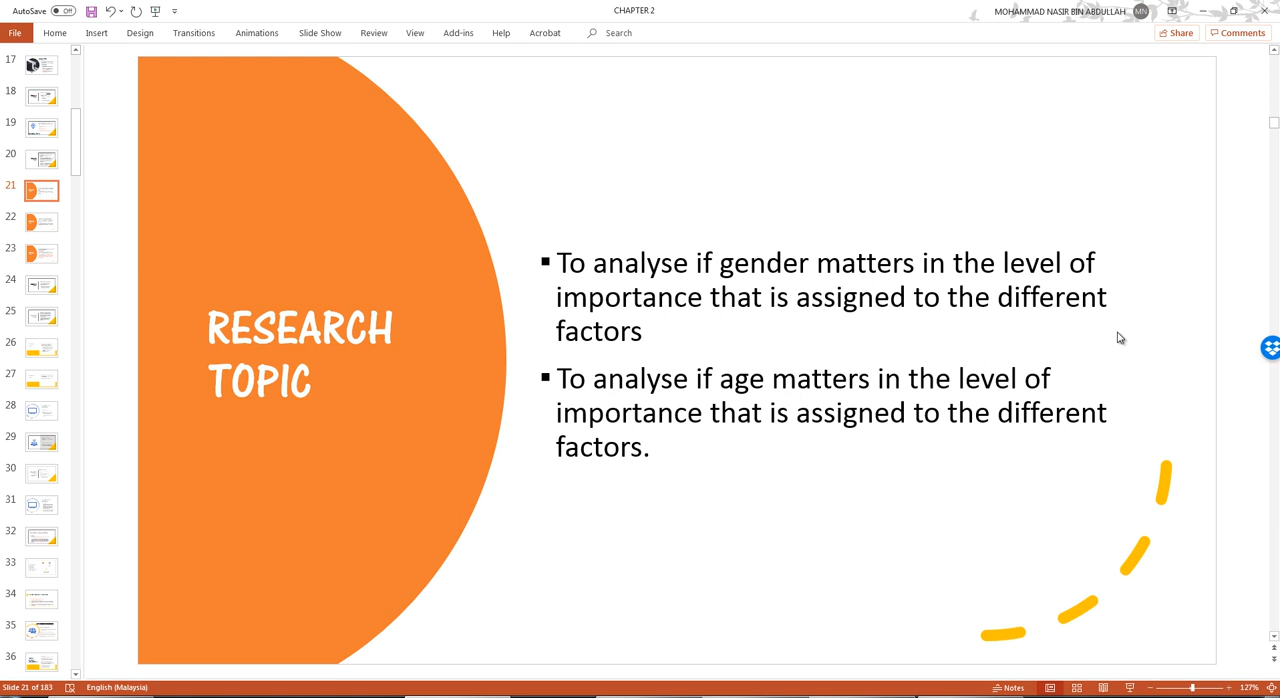 AutoSave Off CHAPTER 2 MOHAMMAD NASIR BIN ABDULLAH MN
File Home Insert Design Transitions Animations Slide Show Review View Add-ins Help Acrobat Search Share Comments
17
18
19
20
21
22
23
24
25
26
27
28
29
30
31
32
33
34
35
36
RESEARCH
TOPIC
▪ To analyse if gender matters in the level of
importance that is assigned to the different
factors
▪ To analyse if age matters in the level of
importance that is assigned to the different
factors.
Slide 21 of 183 English (Malaysia) Notes 127%